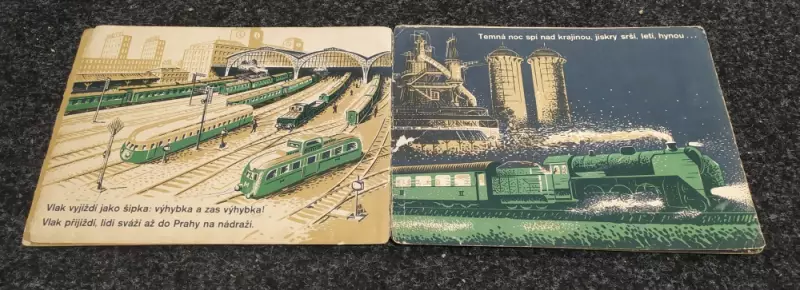 Vlak vyjíždí jako šipka: výhybka a zas výhybka!
Vlak přijíždí, lidi sváží až do Prahy na nádraží.
Temná noc spí nad krajinou, jiskry srší, letí, hynou...